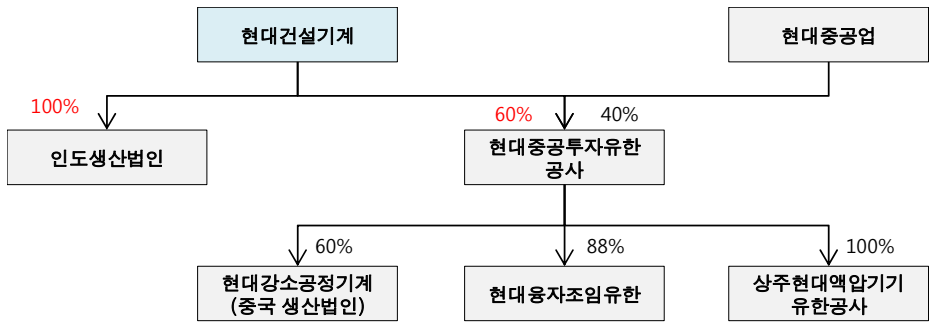 현대건설기계
현대중공업
100%
60%
40%
인도생산법인
현대중공투자유한
공사
60%
88%
100%
현대강소공정기계
(중국 생산법인)
현대융자조임유한
상주현대액압기기
유한공사